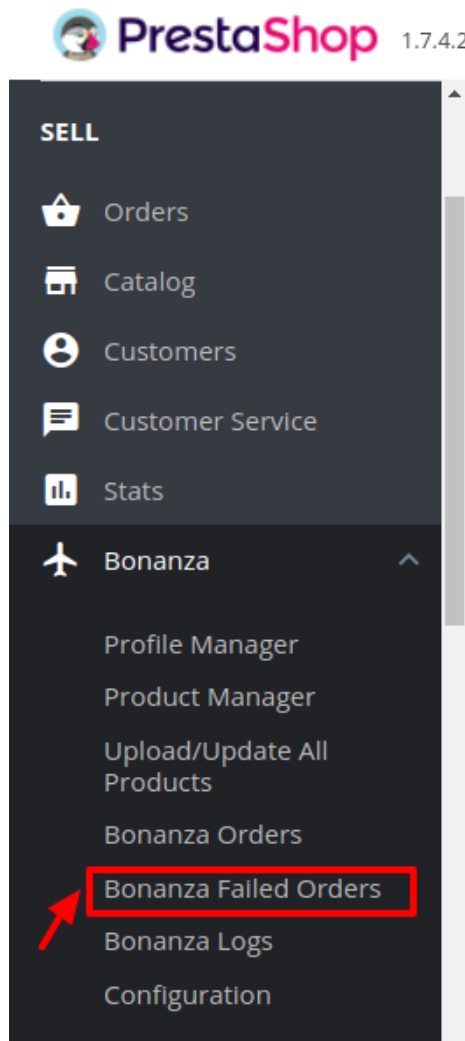 PrestaShop 1.7.4.2
SELL
Orders
Catalog
Customers
Customer Service
Stats
Bonanza
Profile Manager
Product Manager
Upload/Update All
Products
Bonanza Orders
Bonanza Failed Orders
Bonanza Logs
Configuration